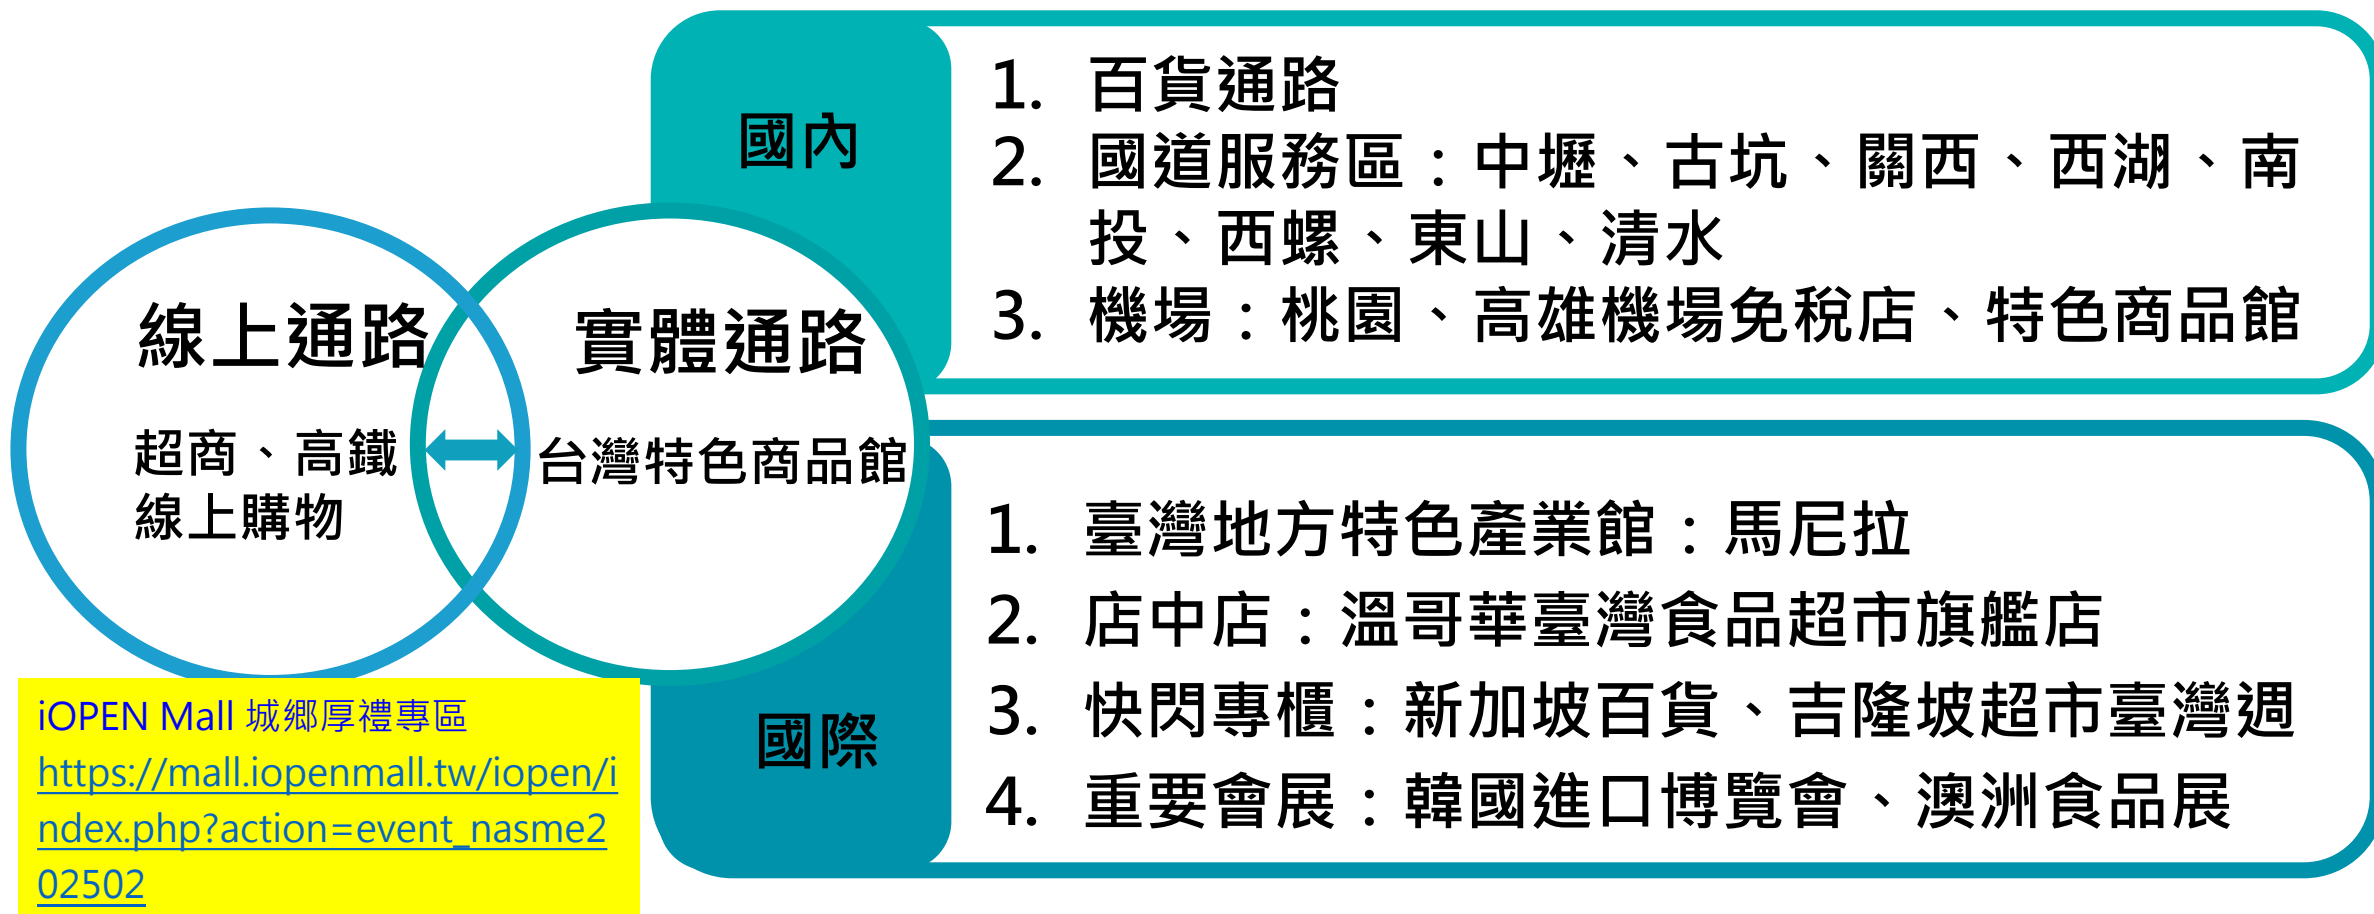 線上通路
超商、高鐵
線上購物
實體通路
台灣特色商品館
iOPEN Mall 城鄉厚禮專區
https://mall.iopenmall.tw/iopen/i
ndex.php?action=event_nasme2
02502
國內
1. 百貨通路
2. 國道服務區：中壢、古坑、關西、西湖、南
投、西螺、東山、清水
3. 機場：桃園、高雄機場免稅店、特色商品館
國際
1. 臺灣地方特色產業館：馬尼拉
2. 店中店：溫哥華臺灣食品超市旗艦店
3. 快閃專櫃：新加坡百貨、吉隆坡超市臺灣週
4. 重要會展：韓國進口博覽會、澳洲食品展